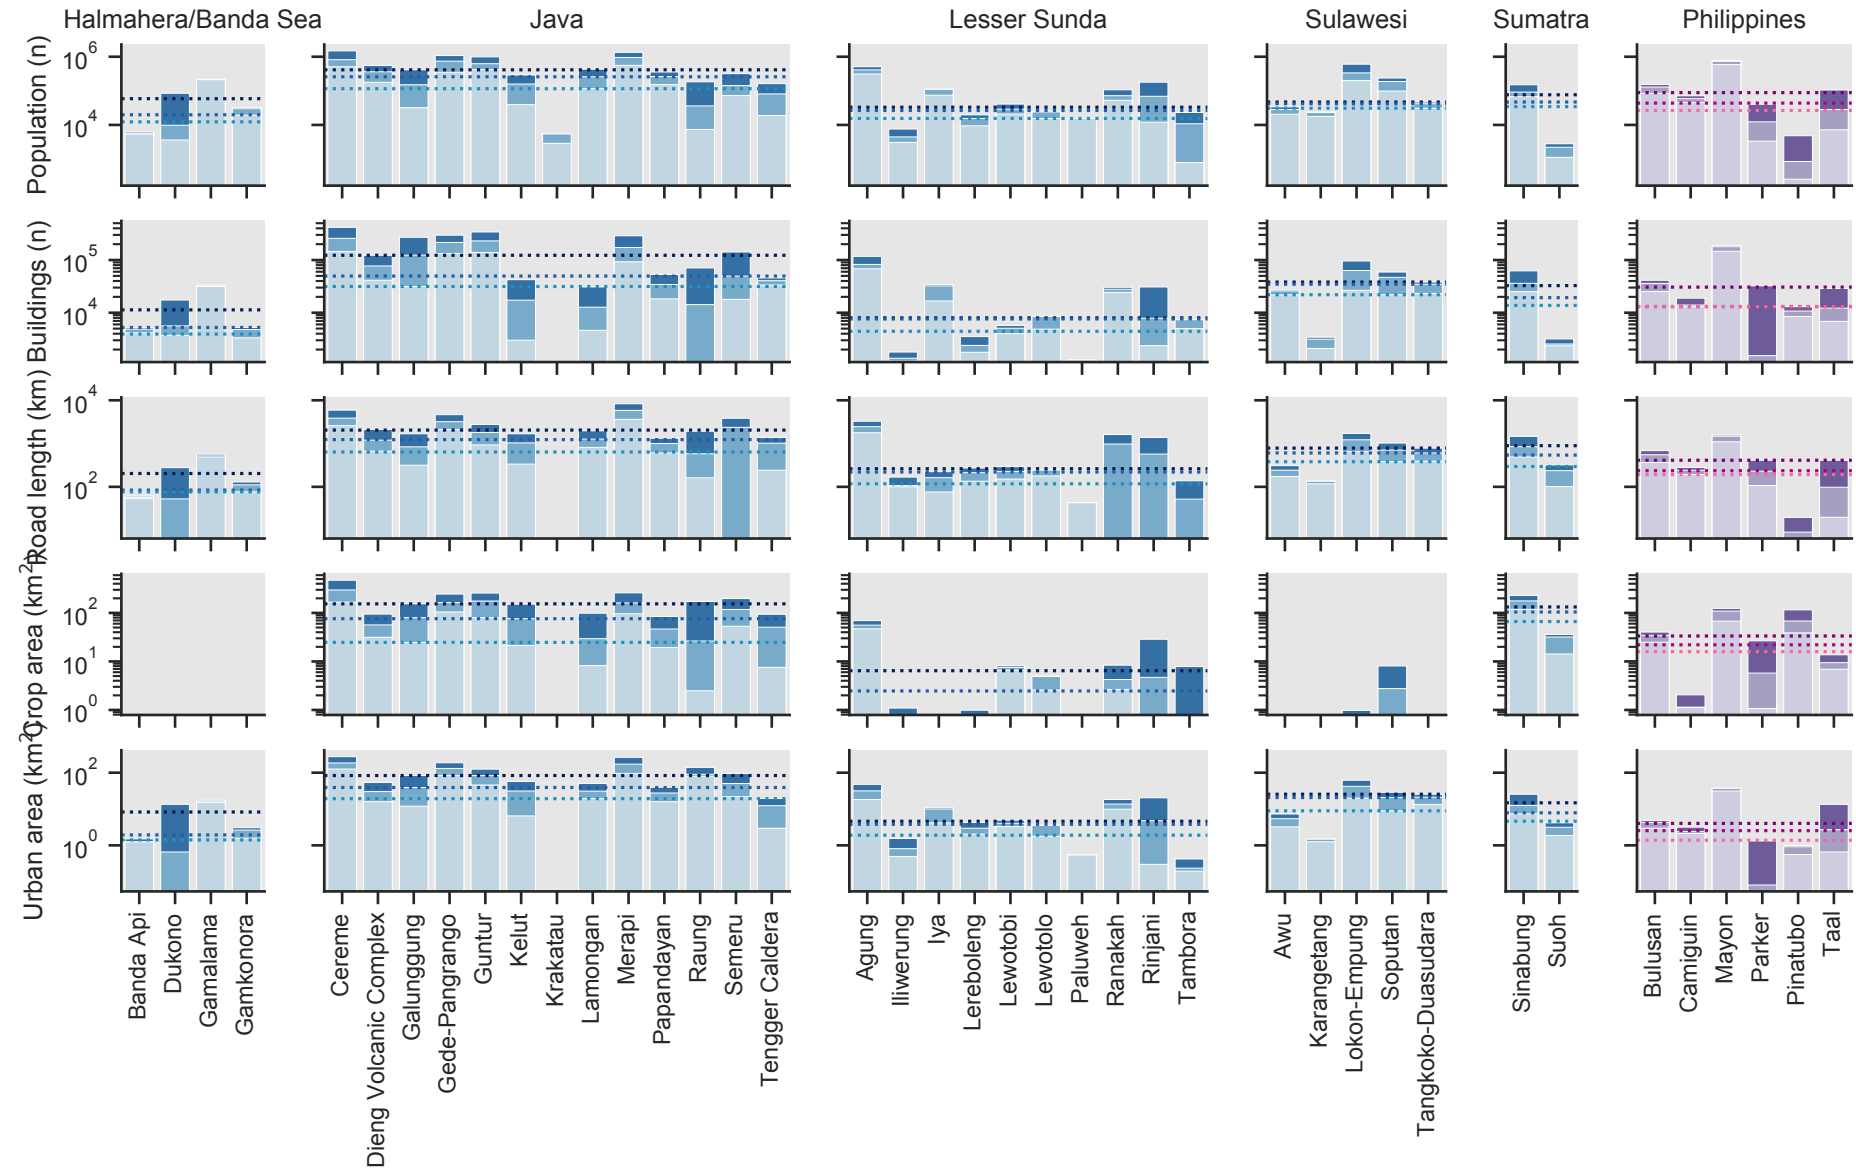 Halmahera/Banda Sea
Java
Lesser Sunda
Sulawesi
Sumatra
Philippines
Population (n)
10^6
10^4
Buildings (n)
10^5
10^4
Road length (km)
10^4
10^2
Crop area (km^2)
10^2
10^1
10^0
Urban area (km^2)
10^2
10^0
Banda Api
Dukono
Gamalama
Gamkonora
Cereme
Dieng Volcanic Complex
Galunggung
Gede-Pangrango
Guntur
Kelut
Krakatau
Lamongan
Merapi
Papandayan
Raung
Semeru
Tengger Caldera
Agung
Iliwerung
Iya
Lereboleng
Lewotobi
Lewotolo
Paluweh
Ranakah
Rinjani
Tambora
Awu
Karangetang
Lokon-Empung
Soputan
Tangkoko-Duasudara
Sinabung
Suoh
Bulusan
Camiguin
Mayon
Parker
Pinatubo
Taal